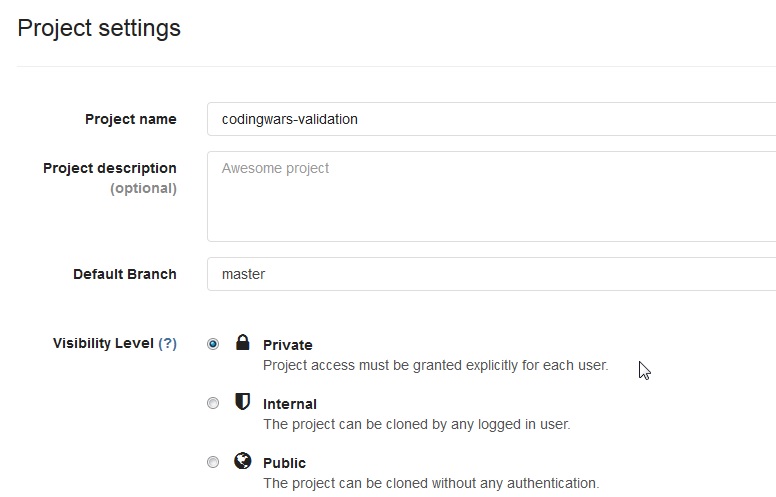 Project settings
Project name
codingwars-validation
Project description
(optional)
Awesome project
Default Branch
master
Visibility Level (?)
Private
Project access must be granted explicitly for each user.
Internal
The project can be cloned by any logged in user.
Public
The project can be cloned without any authentication.